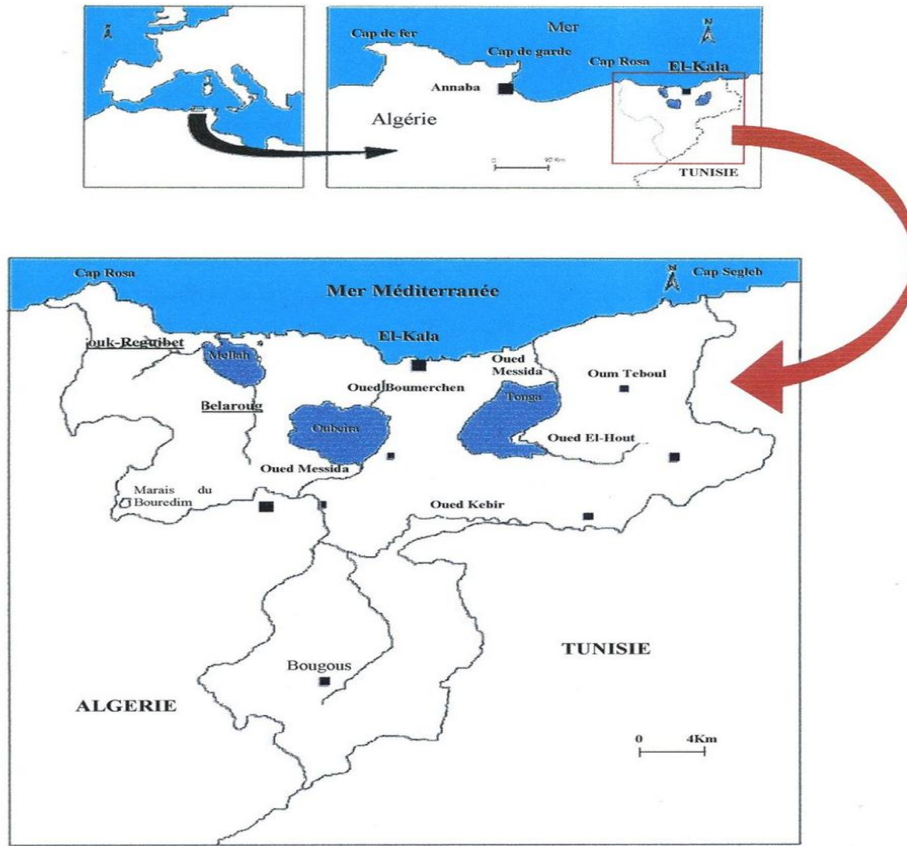 N
Mer
N
Cap de fer
Cap de garde
Cap Rosa
El-Kala
Annaba
Algérie
TUNISIE
N
Cap Rosa
Cap Segleb
Mer Méditerranée
El-Kala
jouk-Reguibet
Mellah
Oued
Messida
Oum Teboul
Oued Boumerchen
Tonga
Belaroug
Oubeira
Oued El-Hout
Oued Messida
Marais du
Bouredim
Oued Kebir
Bougous
TUNISIE
ALGERIE
0 4Km